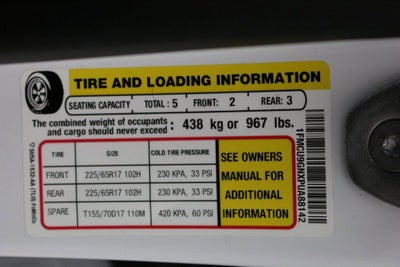 TIRE AND LOADING INFORMATION
SEATING CAPACITY TOTAL : 5 FRONT: 2 REAR: 3
The combined weight of occupants
and cargo should never exceed : 438 kg or 967 lbs.
TIRE SIZE COLD TIRE PRESSURE
FRONT 225/65R17 102H 230 KPA, 33 PSI
REAR 225/65R17 102H 230 KPA, 33 PSI
SPARE T155/70D17 110M 420 KPA, 60 PSI
SEE OWNERS
MANUAL FOR
ADDITIONAL
INFORMATION
1FMCU9GNXPUA88142